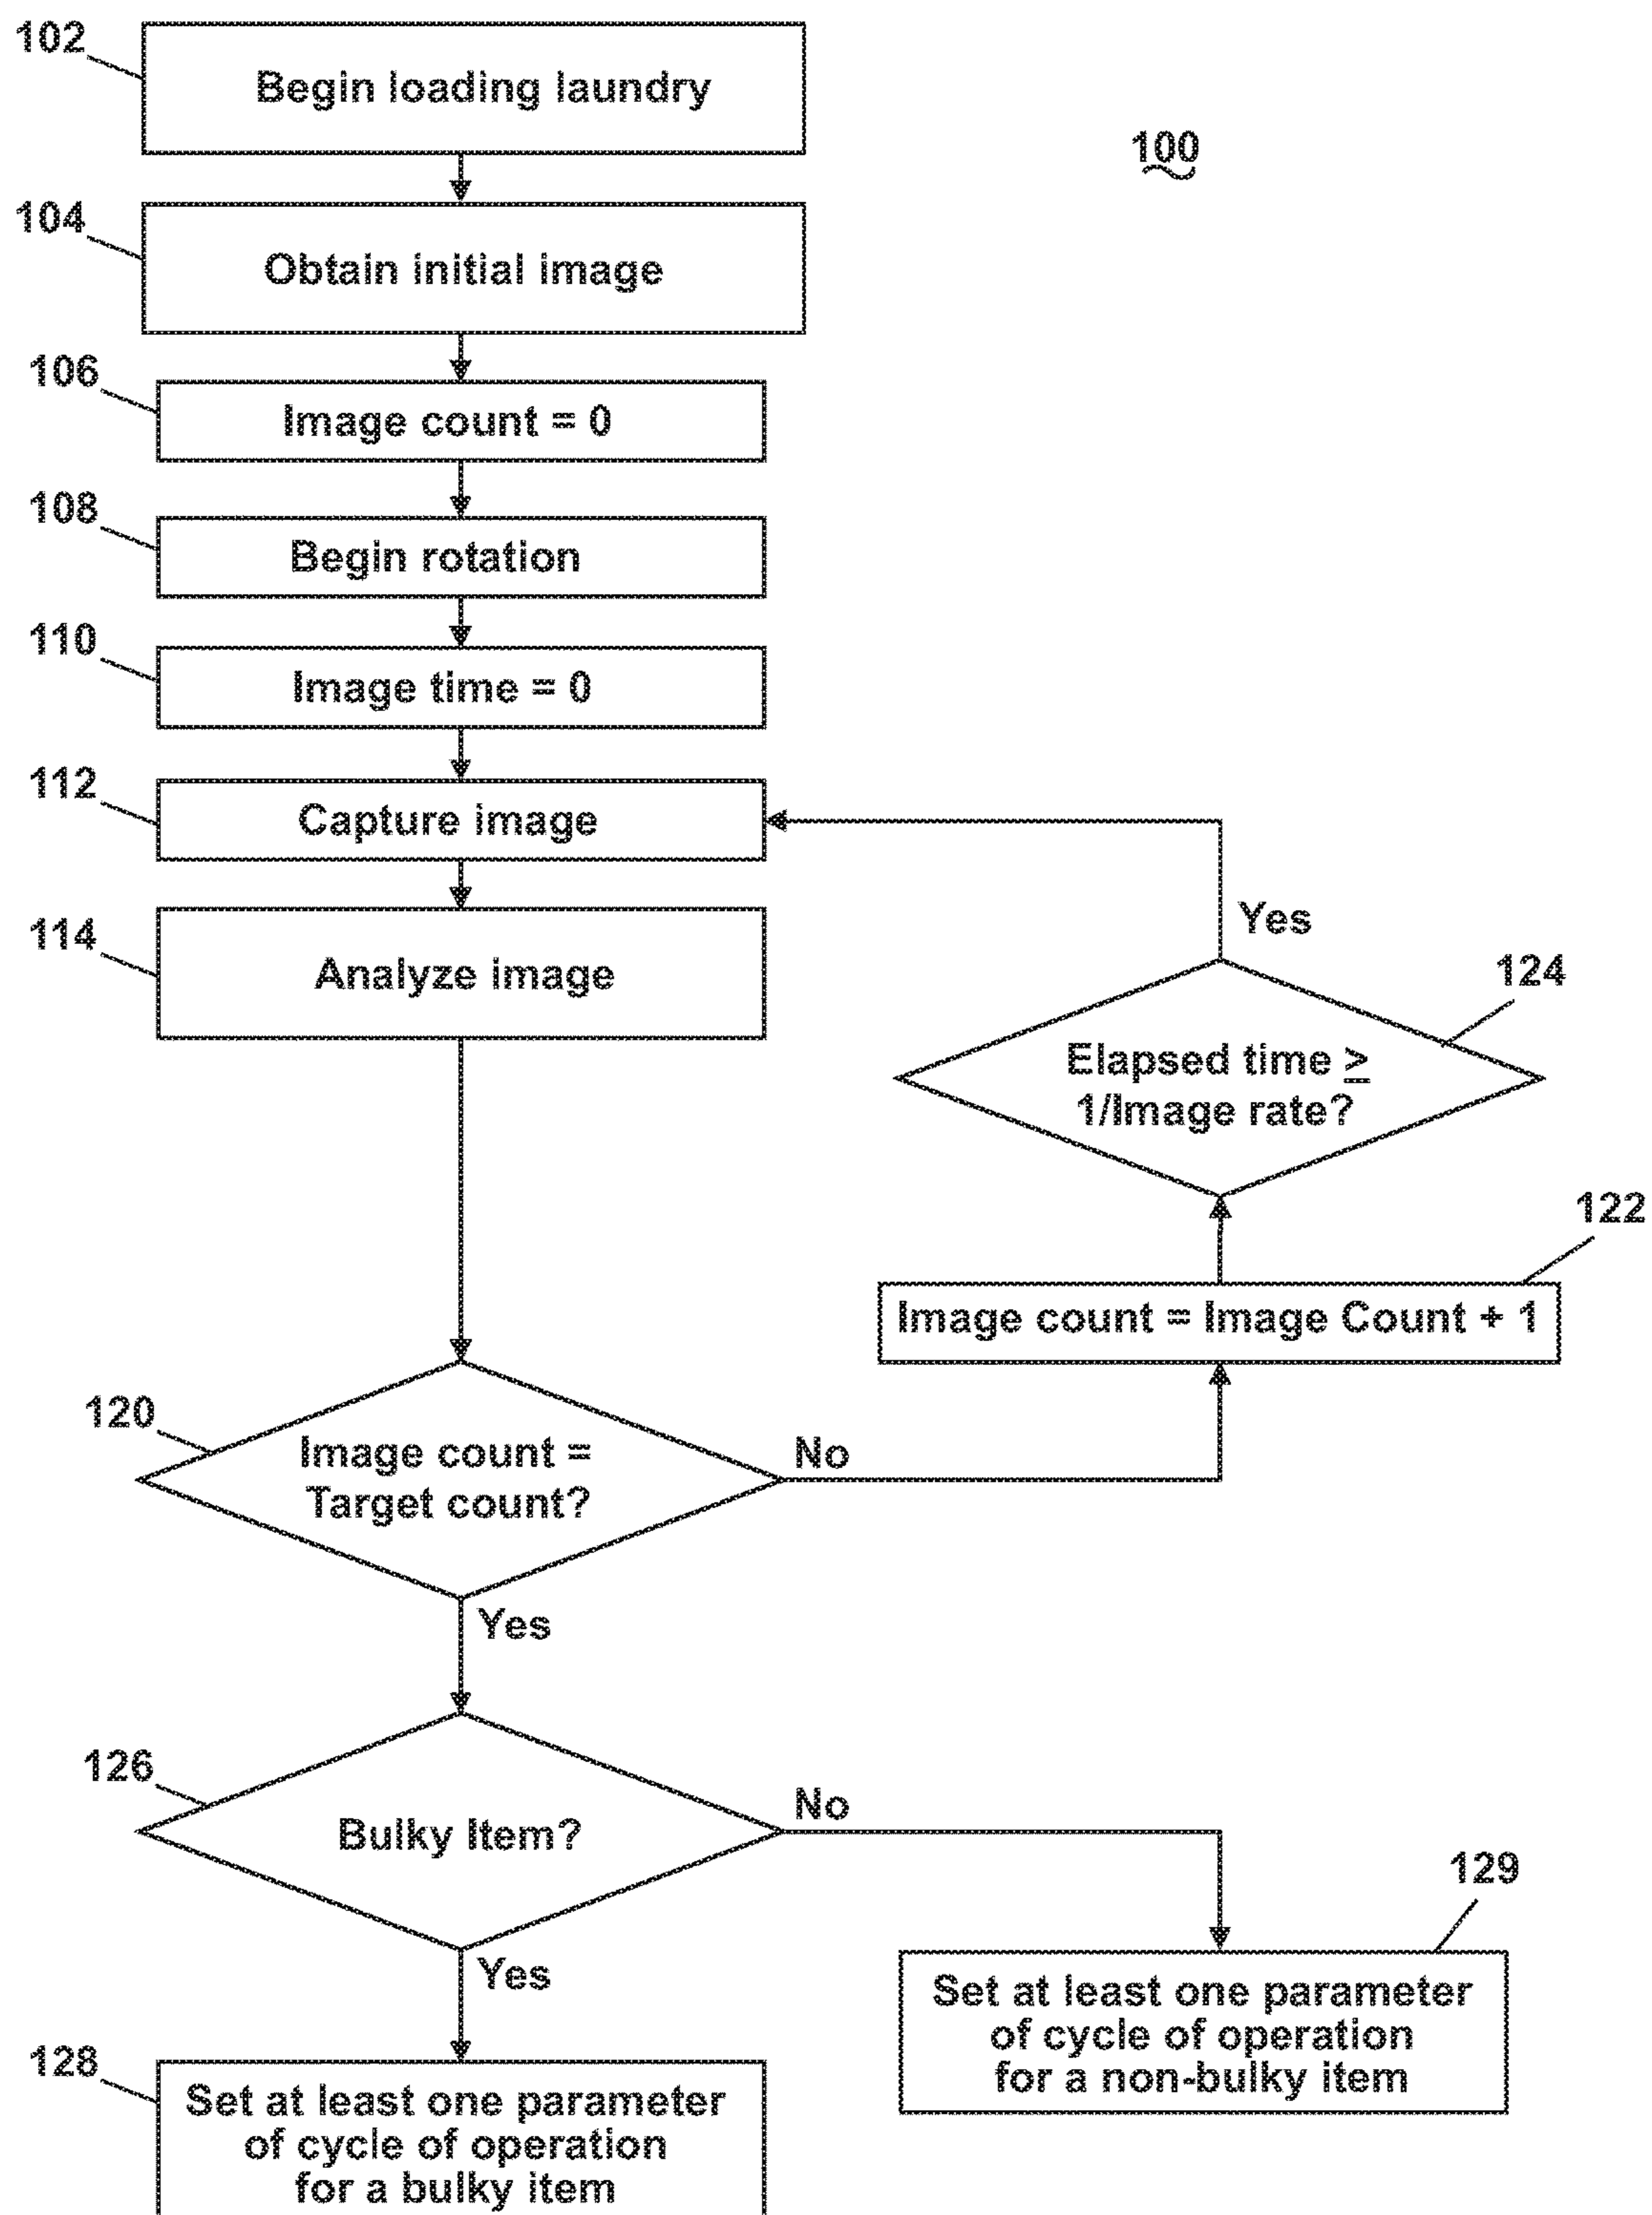 102
Begin loading laundry
100
104
Obtain initial image
106
Image count = 0
108
Begin rotation
110
Image time = 0
112
Capture image
114
Analyze image
Yes
124
Elapsed time ≥
1/Image rate?
122
Image count = Image Count + 1
120
Image count =
Target count?
No
Yes
126
Bulky Item?
No
129
Set at least one parameter
of cycle of operation
for a non-bulky item
Yes
128
Set at least one parameter
of cycle of operation
for a bulky item